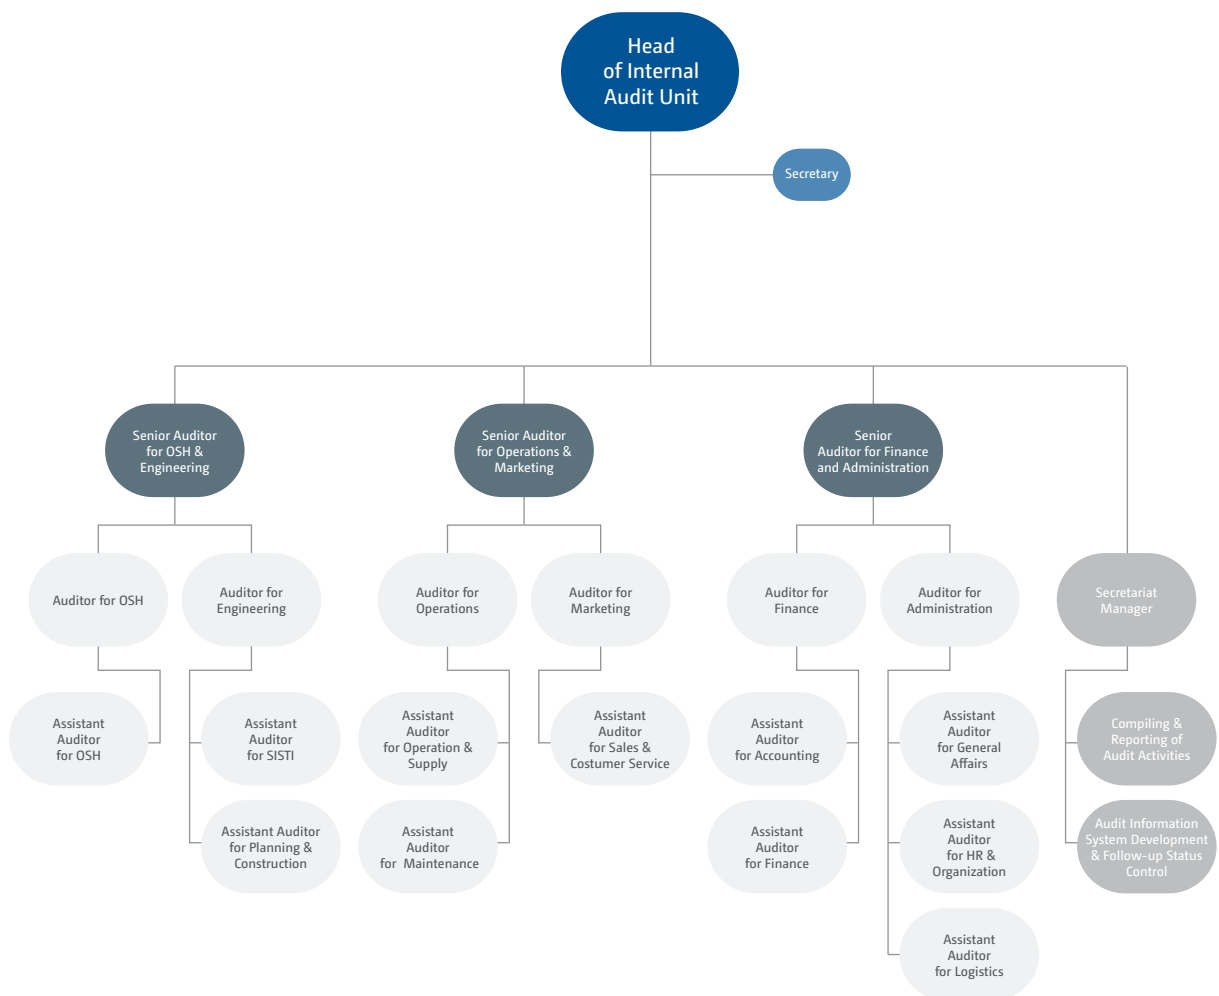 Head
of Internal
Audit Unit
Secretary
Senior Auditor
for OSH &
Engineering
Senior Auditor
for Operations &
Marketing
Senior
Auditor for Finance
and Administration
Auditor for OSH
Auditor for
Engineering
Auditor for
Operations
Auditor for
Marketing
Auditor for
Finance
Auditor for
Administration
Secretariat
Manager
Assistant
Auditor
for OSH
Assistant
Auditor
for SISTI
Assistant
Auditor
for Operation &
Supply
Assistant
Auditor
for Sales &
Costumer Service
Assistant
Auditor
for Accounting
Assistant
Auditor
for General
Affairs
Compiling &
Reporting of
Audit Activities
Assistant Auditor
for Planning &
Construction
Assistant
Auditor
for Maintenance
Assistant
Auditor
for Finance
Assistant
Auditor
for HR &
Organization
Audit Information
System Development
& Follow-up Status
Control
Assistant
Auditor
for Logistics